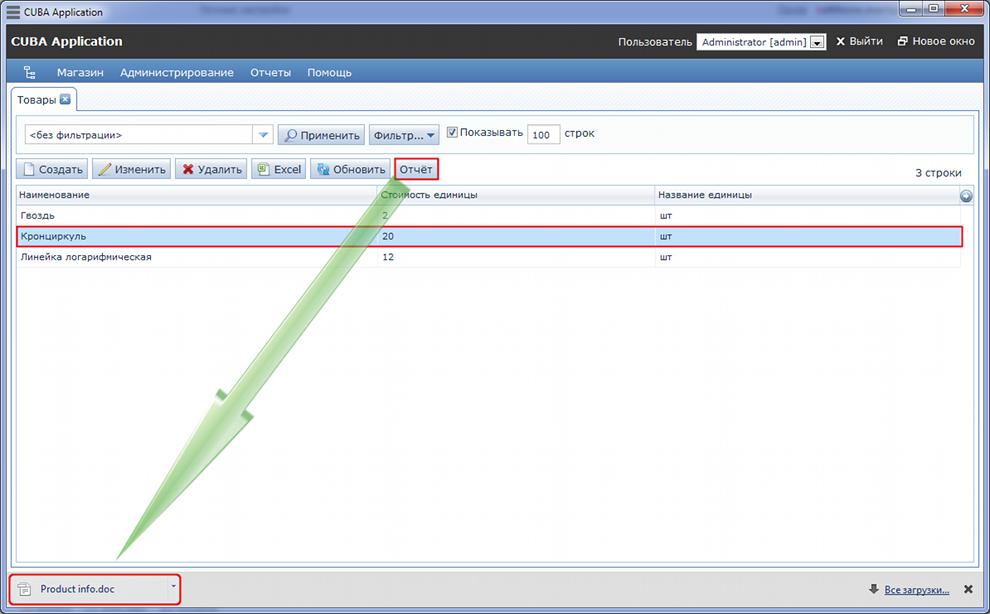 CUBA Application
CUBA Application Пользователь Administrator [admin] Выйти Новое окно
Магазин Администрирование Отчеты Помощь
Товары
<без фильтрации> Применить Фильтр... Показывать 100 строк
Создать Изменить Удалить Excel Обновить Отчёт 3 строки
Наименование Стоимость единицы Название единицы
Гвоздь 2 шт
Кронциркуль 20 шт
Линейка логарифмическая 12 шт
Product info.doc Все загрузки...